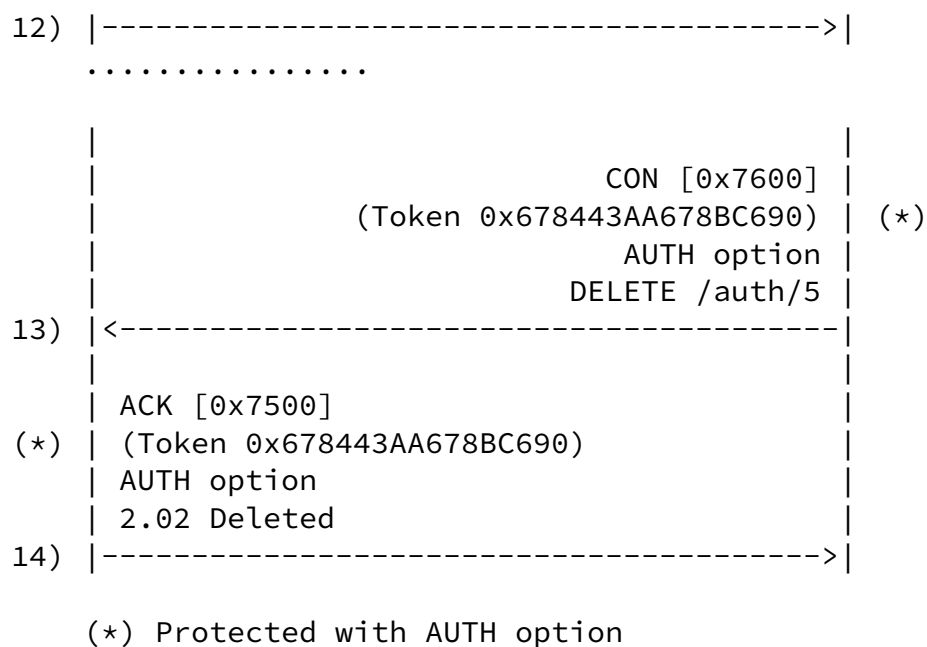 12) |---------------------------------------->|
................
| |
| CON [0x7600] |
| (Token 0x678443AA678BC690) | (*)
| AUTH option |
| DELETE /auth/5 |
13) |<----------------------------------------|
| |
| ACK [0x7500] |
(*) | (Token 0x678443AA678BC690) |
| AUTH option |
| 2.02 Deleted |
14) |---------------------------------------->|
(*) Protected with AUTH option